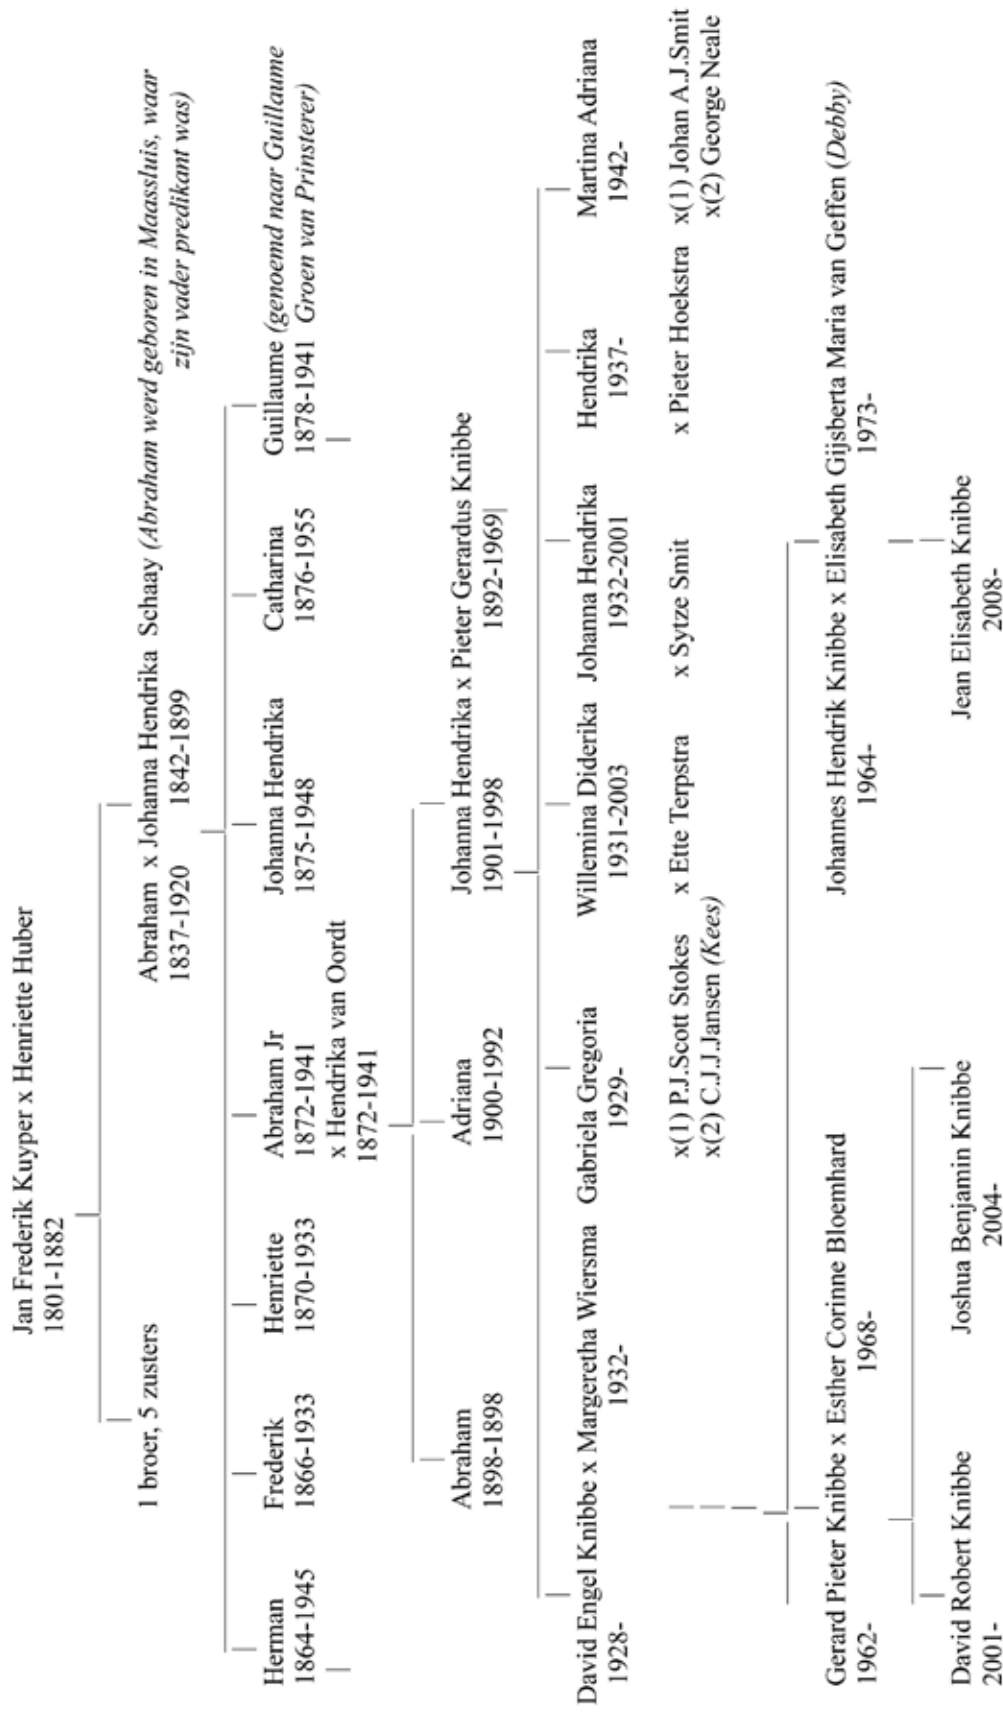 Jan Frederik Kuyper x Henriette Huber
1801-1882
1 broer, 5 zusters
Abraham x Johanna Hendrika Schaay (Abraham werd geboren in Maassluis, waar
1837-1920 1842-1899 zijn vader predikant was)
Herman
1864-1945
Frederik
1866-1933
Henriette
1870-1933
Abraham Jr
1872-1941
x Hendrika van Oordt
1872-1941
Johanna Hendrika
1875-1948
Catharina
1876-1955
Guillaume (genoemd naar Guillaume
1878-1941 Groen van Prinsterer)
Abraham
1898-1898
Adriana
1900-1992
Johanna Hendrika x Pieter Gerardus Knibbe
1901-1998 1892-1969
David Engel Knibbe x Margeretha Wiersma
1928- 1932-
Gabriela Gregoria
1929-
x(1) P.J.Scott Stokes
x(2) C.J.J.Jansen (Kees)
Willemina Diderika
1931-2003
x Ette Terpstra
Johanna Hendrika
1932-2001
x Sytze Smit
Hendrika
1937-
x Pieter Hoekstra
Martina Adriana
1942-
x(1) Johan A.J.Smit
x(2) George Neale
Gerard Pieter Knibbe x Esther Corinne Bloemhard
1962- 1968-
Johannes Hendrik Knibbe x Elisabeth Gijsberta Maria van Geffen (Debby)
1964- 1973-
David Robert Knibbe
2001-
Joshua Benjamin Knibbe
2004-
Jean Elisabeth Knibbe
2008-